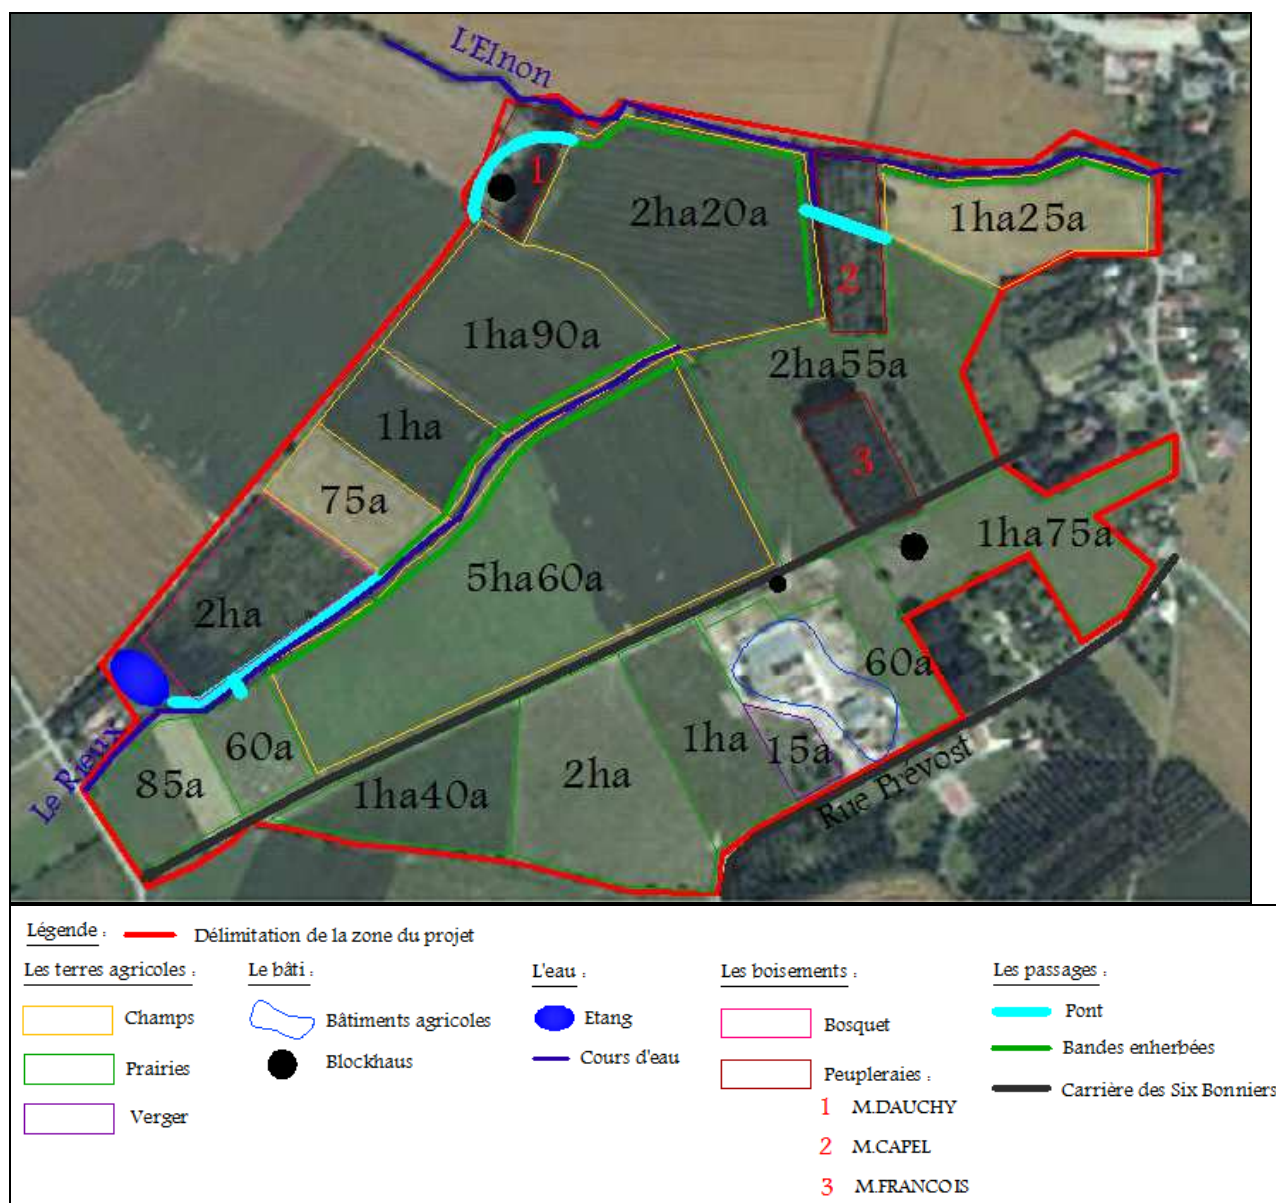 L'Elnon
1
2ha20a
1ha25a
2
1ha90a
2ha55a
1ha
3
75a
1ha75a
5ha60a
2ha
60a
Le Rieux
60a
1ha
15a
85a
2ha
1ha40a
Rue Prévost
Légende :
Délimitation de la zone du projet
Les terres agricoles :
Le bâti :
L'eau :
Les boisements :
Les passages :
Champs
Bâtiments agricoles
Etang
Bosquet
Pont
Prairies
Blockhaus
Cours d'eau
Peupleraies :
Bandes enherbées
Verger
1 M.DAUCHY
Carrière des Six Bonniers
2 M.CAPEL
3 M.FRANCOIS